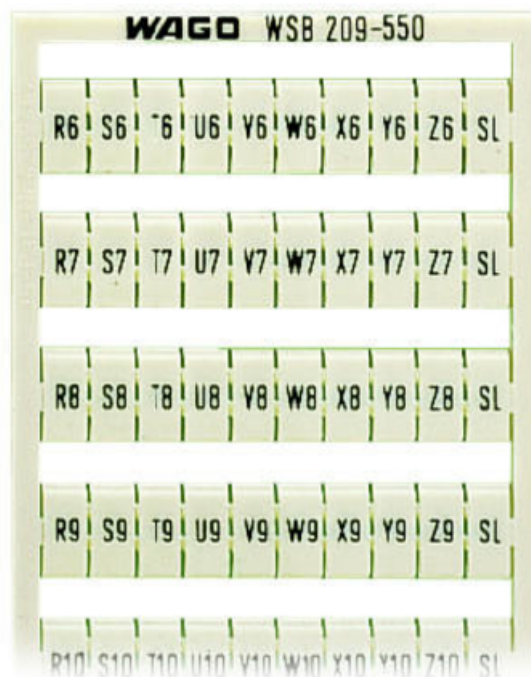 WAGO WSB 209-550
R6 S6 T6 U6 V6 W6 X6 Y6 Z6 SL
R7 S7 T7 U7 V7 W7 X7 Y7 Z7 SL
R8 S8 T8 U8 V8 W8 X8 Y8 Z8 SL
R9 S9 T9 U9 V9 W9 X9 Y9 Z9 SL
R10 S10 T10 U10 V10 W10 X10 Y10 Z10 SL